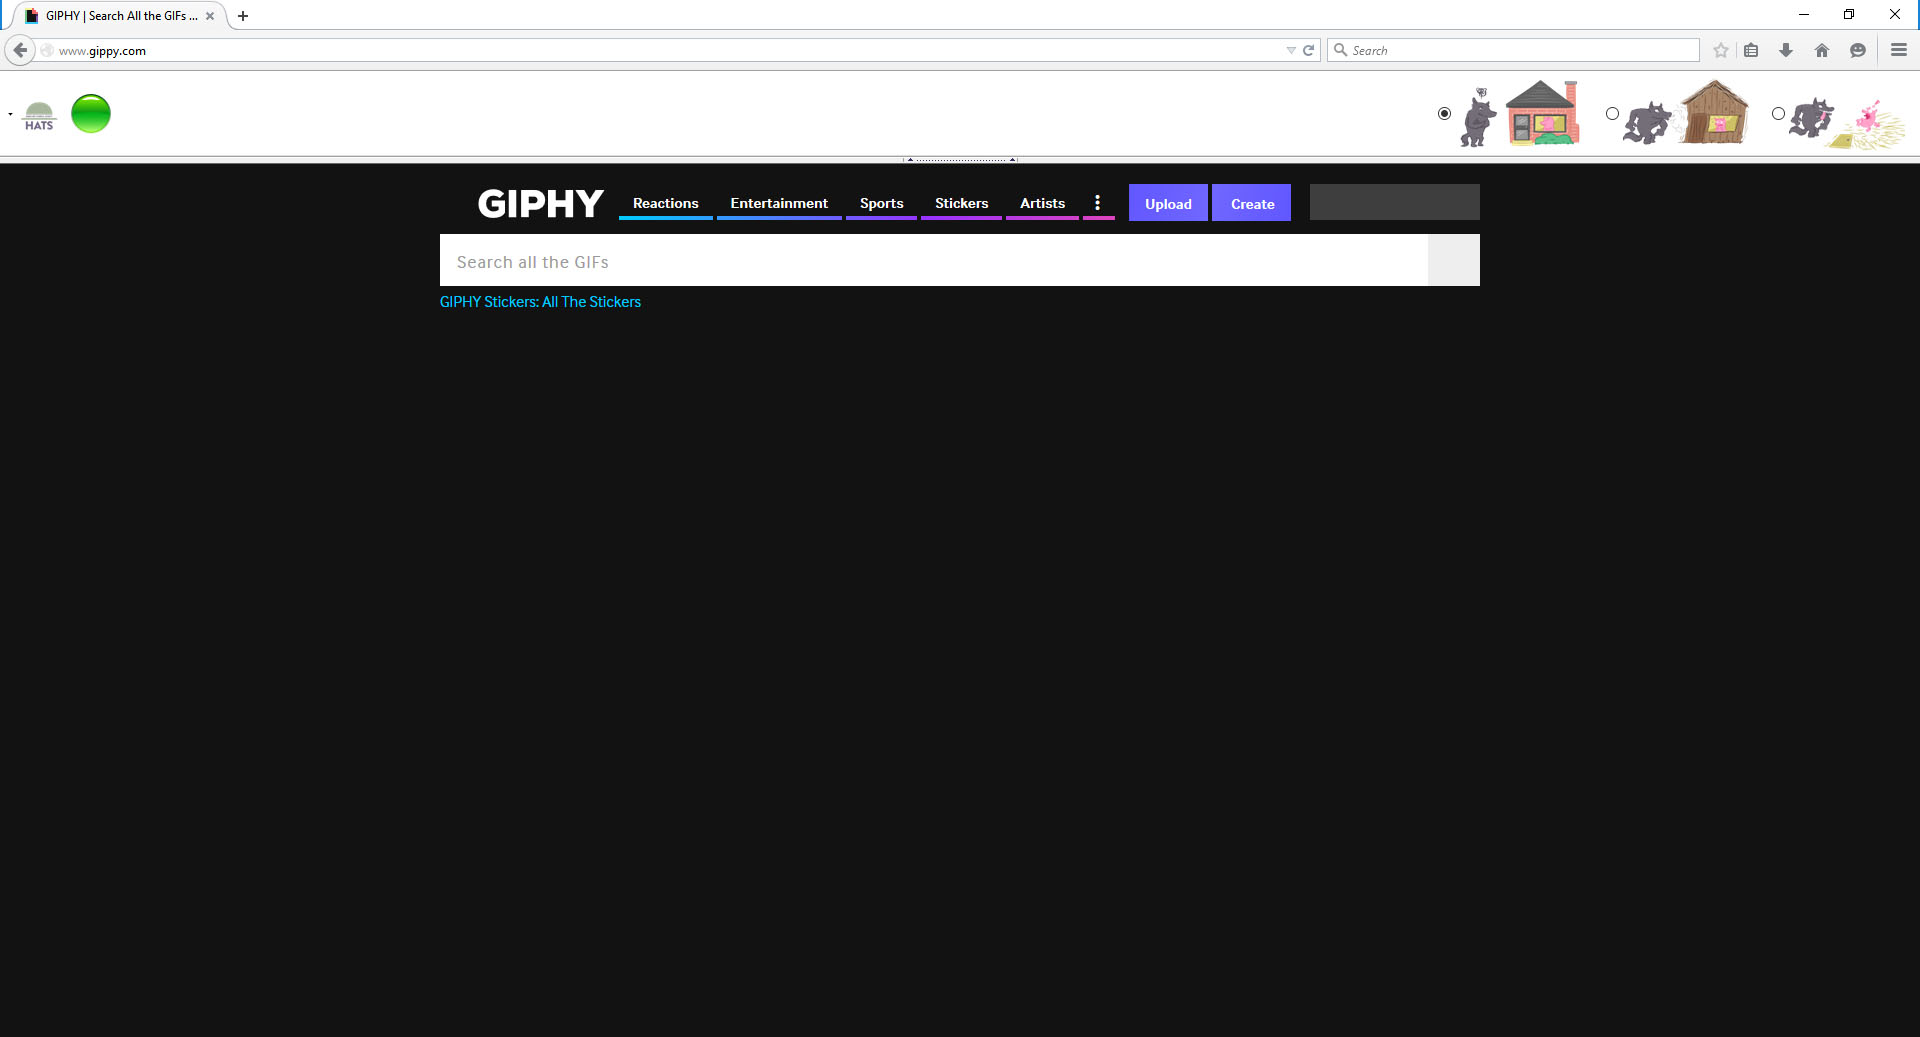 GIPHY | Search All the GIFs ...
www.gippy.com
Search
HATS
GIPHY
Reactions
Entertainment
Sports
Stickers
Artists
Upload
Create
Search all the GIFs
GIPHY Stickers: All The Stickers